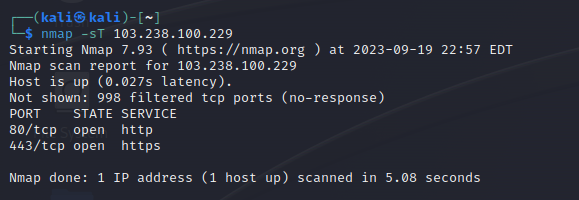 ┌──(kali㉿kali)-[~]
└─$ nmap -sT 103.238.100.229
Starting Nmap 7.93 ( https://nmap.org ) at 2023-09-19 22:57 EDT
Nmap scan report for 103.238.100.229
Host is up (0.027s latency).
Not shown: 998 filtered tcp ports (no-response)
PORT    STATE SERVICE
80/tcp  open  http
443/tcp open  https
Nmap done: 1 IP address (1 host up) scanned in 5.08 seconds